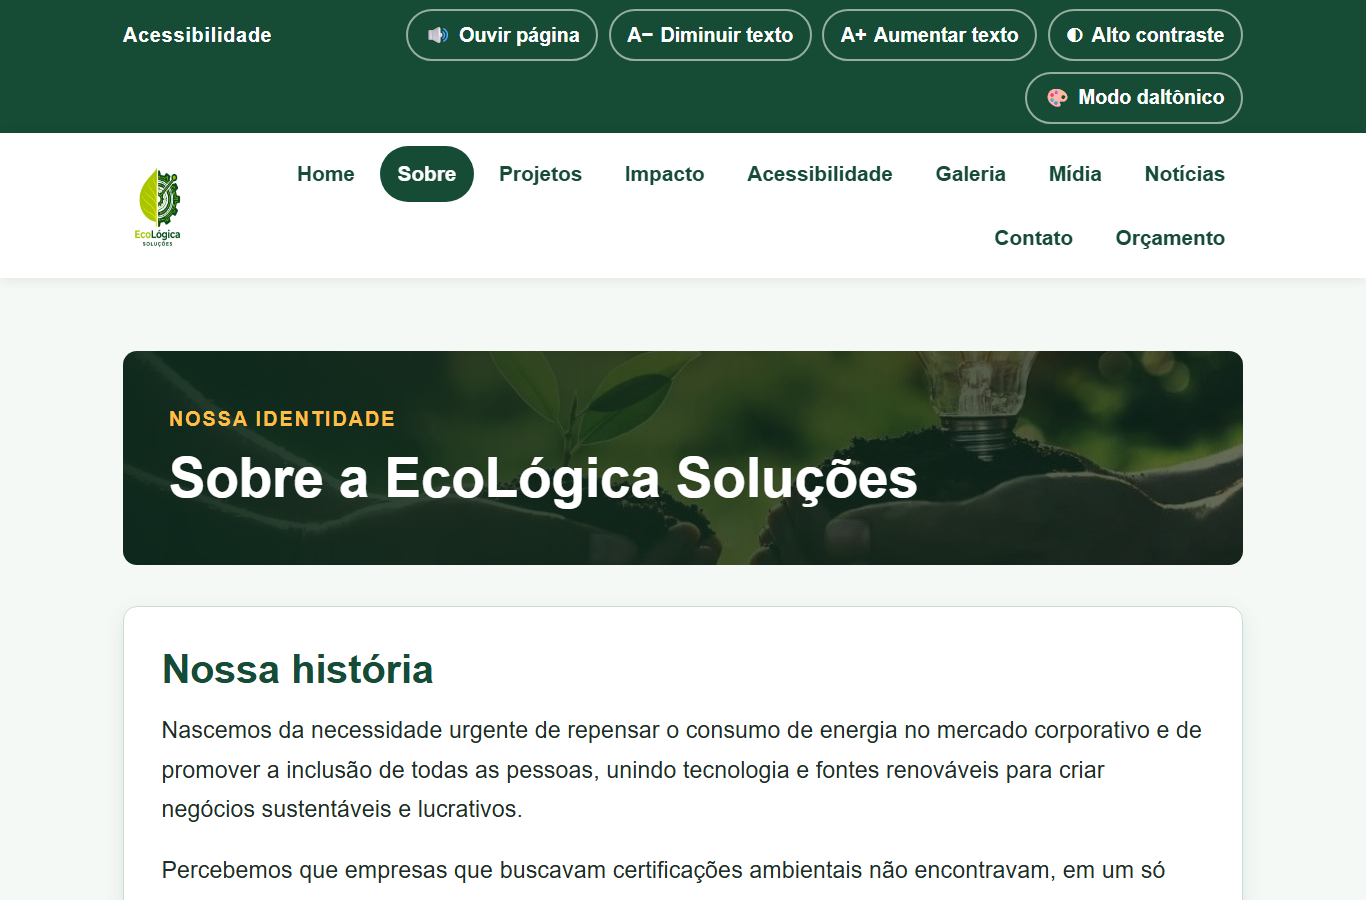 Acessibilidade
Ouvir página
A− Diminuir texto
A+ Aumentar texto
Alto contraste
Modo daltônico
EcoLógica
SOLUÇÕES
Home
Sobre
Projetos
Impacto
Acessibilidade
Galeria
Mídia
Notícias
Contato
Orçamento
NOSSA IDENTIDADE
Sobre a EcoLógica Soluções
Nossa história
Nascemos da necessidade urgente de repensar o consumo de energia no mercado corporativo e de
promover a inclusão de todas as pessoas, unindo tecnologia e fontes renováveis para criar
negócios sustentáveis e lucrativos.
Percebemos que empresas que buscavam certificações ambientais não encontravam, em um só